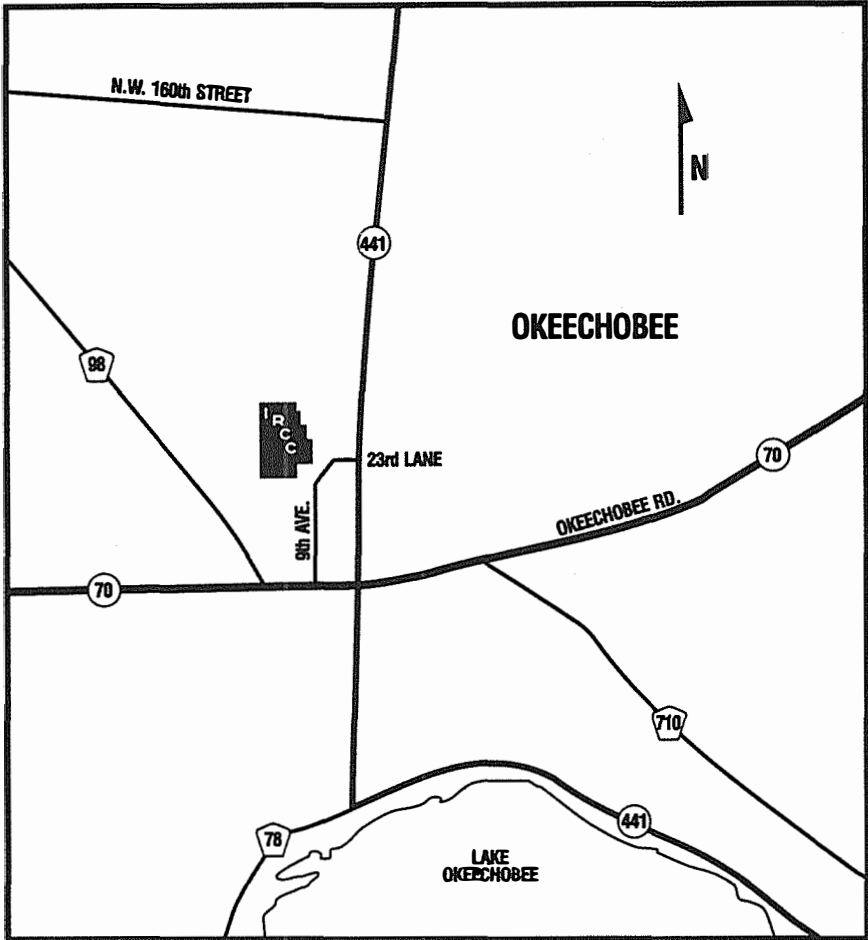 N.W. 160th STREET
N
441
OKEECHOBEE
98
IRCC
23rd LANE
70
9th AVE.
OKEECHOBEE RD.
70
710
441
78
LAKE
OKEECHOBEE